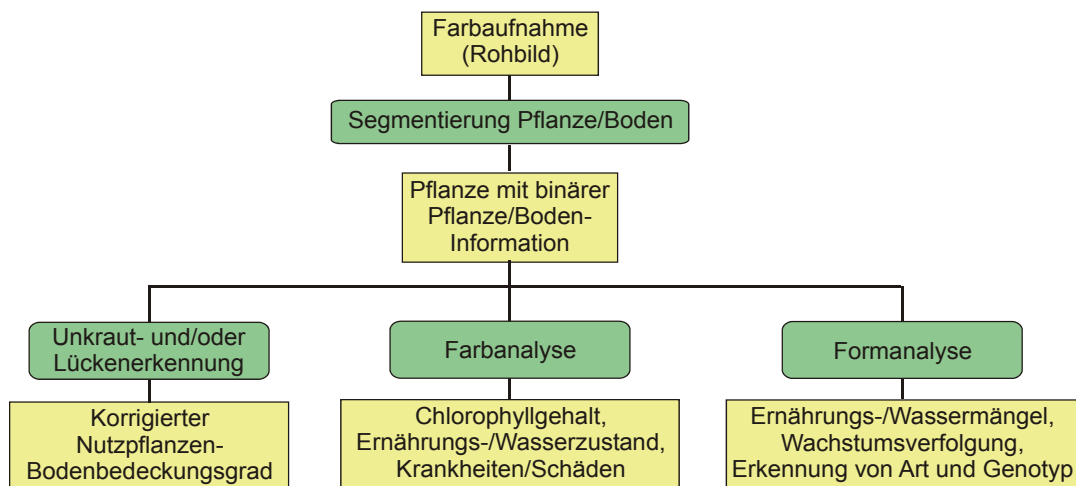 Farbaufnahme
(Rohbild)
Segmentierung Pflanze/Boden
Pflanze mit binärer
Pflanze/Boden-
Information
Unkraut- und/oder
Lückenerkennung
Farbanalyse
Formanalyse
Korrigierter
Nutzpflanzen-
Bodenbedeckungsgrad
Chlorophyllgehalt,
Ernährungs-/Wasserzustand,
Krankheiten/Schäden
Ernährungs-/Wassermängel,
Wachstumsverfolgung,
Erkennung von Art und Genotyp